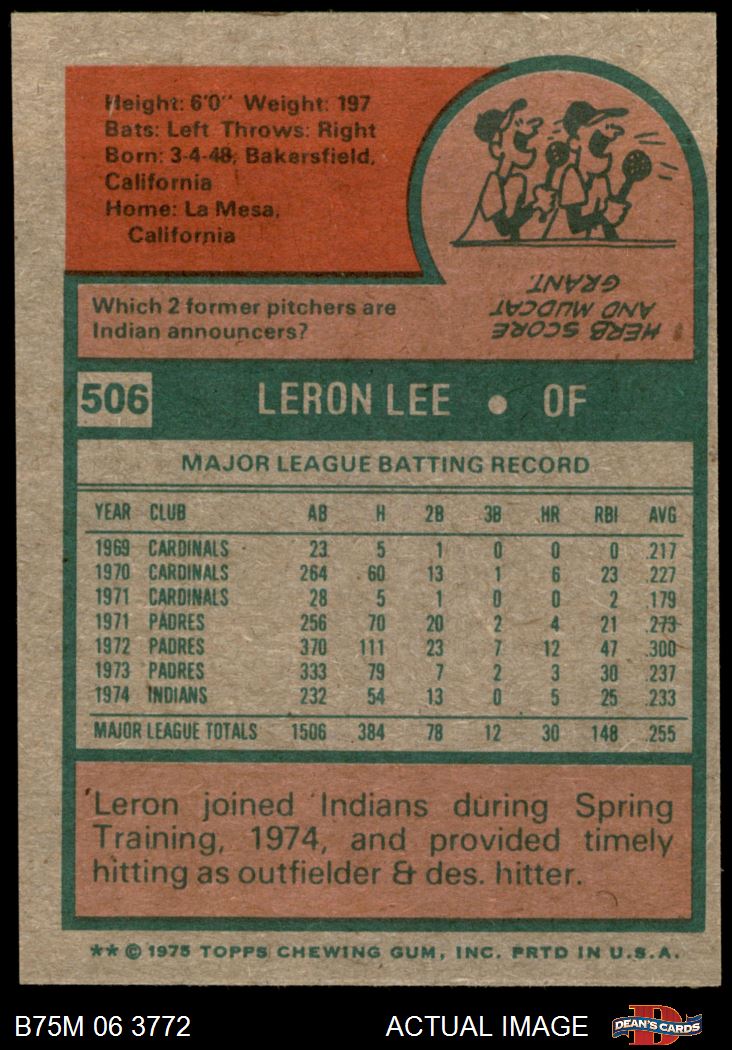 Height: 6'0" Weight: 197
Bats: Left Throws: Right
Born: 3-4-48, Bakersfield,
California
Home: La Mesa,
California
Which 2 former pitchers are
Indian announcers?
HERB SCORE
AND MUDCAT
GRANT.
506 LERON LEE • OF
MAJOR LEAGUE BATTING RECORD
YEAR CLUB AB H 2B 3B HR RBI AVG
1969 CARDINALS 23 5 1 0 0 0 .217
1970 CARDINALS 264 60 13 1 6 23 .227
1971 CARDINALS 28 5 1 0 0 2 .179
1971 PADRES 256 70 20 2 4 21 .273
1972 PADRES 370 111 23 7 12 47 .300
1973 PADRES 333 79 7 2 3 30 .237
1974 INDIANS 232 54 13 0 5 25 .233
MAJOR LEAGUE TOTALS 1506 384 78 12 30 148 .255
Leron joined Indians during Spring
Training, 1974, and provided timely
hitting as outfielder & des. hitter.
** © 1975 TOPPS CHEWING GUM, INC. PRTD IN U.S.A.
B75M 06 3772 ACTUAL IMAGE DEAN'S CARDS